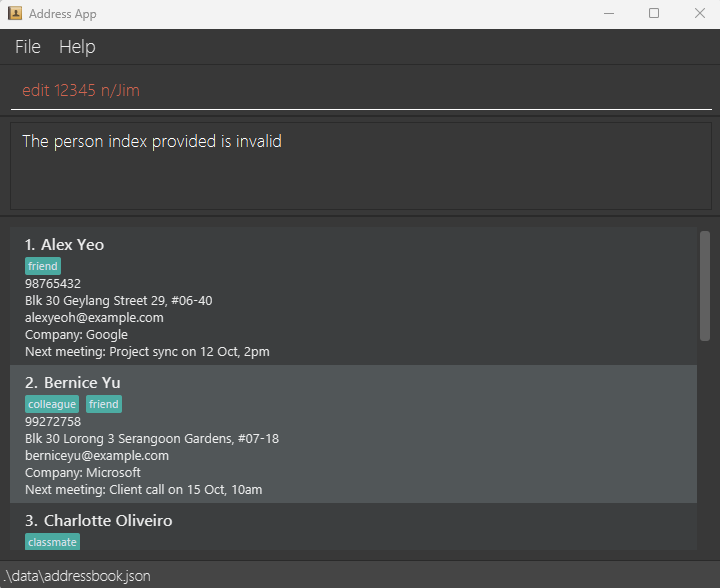 Address App
File Help
edit 12345 n/Jim
The person index provided is invalid
1. Alex Yeo
friend
98765432
Blk 30 Geylang Street 29, #06-40
alexyeoh@example.com
Company: Google
Next meeting: Project sync on 12 Oct, 2pm
2. Bernice Yu
colleague friend
99272758
Blk 30 Lorong 3 Serangoon Gardens, #07-18
berniceyu@example.com
Company: Microsoft
Next meeting: Client call on 15 Oct, 10am
3. Charlotte Oliveiro
classmate
.\data\addressbook.json